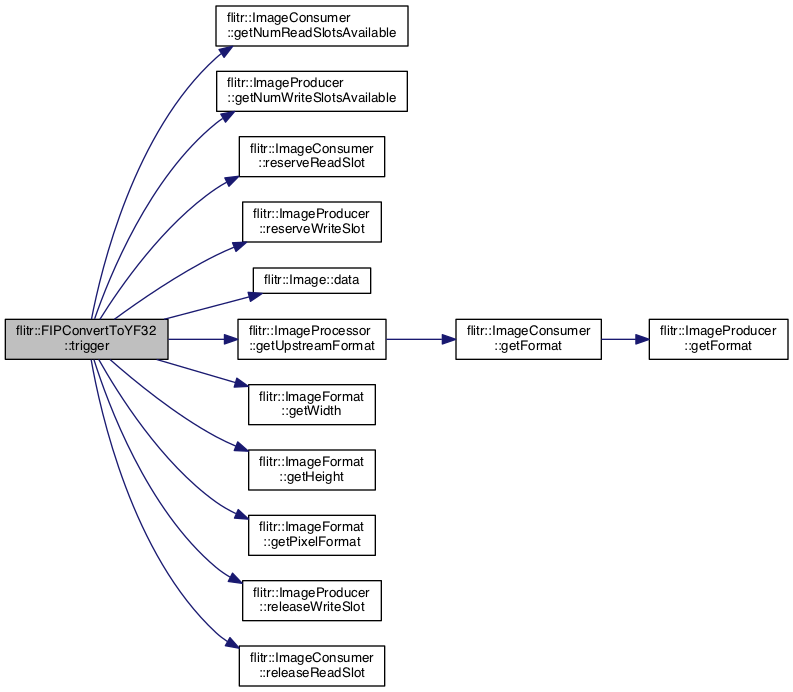 flitr::ImageConsumer
::getNumReadSlotsAvailable
flitr::ImageProducer
::getNumWriteSlotsAvailable
flitr::ImageConsumer
::reserveReadSlot
flitr::ImageProducer
::reserveWriteSlot
flitr::Image::data
flitr::FIPConvertToYF32
::trigger
flitr::ImageProcessor
::getUpstreamFormat
flitr::ImageConsumer
::getFormat
flitr::ImageProducer
::getFormat
flitr::ImageFormat
::getWidth
flitr::ImageFormat
::getHeight
flitr::ImageFormat
::getPixelFormat
flitr::ImageProducer
::releaseWriteSlot
flitr::ImageConsumer
::releaseReadSlot